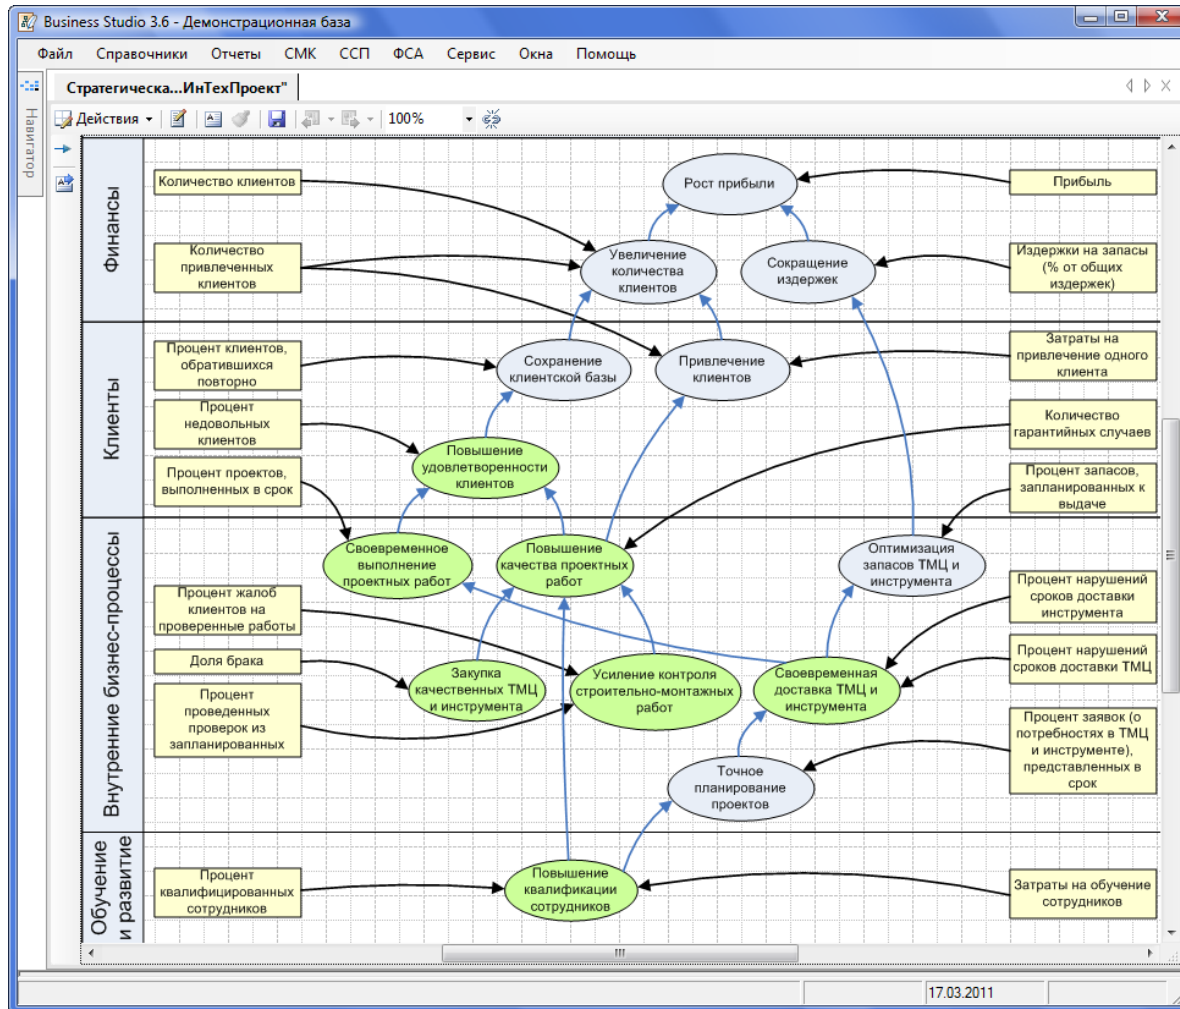 Business Studio 3.6 - Демонстрационная база
Файл Справочники Отчеты СМК ССП ФСА Сервис Окна Помощь
Навигатор
Стратегическа...ИнТехПроект"
Действия
100%
Финансы
Количество клиентов
Рост прибыли
Прибыль
Количество
привлеченных
клиентов
Увеличение
количества
клиентов
Сокращение
издержек
Издержки на запасы
(% от общих
издержек)
Клиенты
Процент клиентов,
обратившихся
повторно
Сохранение
клиентской базы
Привлечение
клиентов
Затраты на
привлечение одного
клиента
Процент
недовольных
клиентов
Количество
гарантийных случаев
Повышение
удовлетворенности
клиентов
Процент проектов,
выполненных в срок
Процент запасов,
запланированных к
выдаче
Внутренние бизнес-процессы
Своевременное
выполнение
проектных работ
Повышение
качества проектных
работ
Оптимизация
запасов ТМЦ и
инструмента
Процент жалоб
клиентов на
проверенные работы
Процент нарушений
сроков доставки
инструмента
Доля брака
Закупка
качественных ТМЦ
и инструмента
Усиление контроля
строительно-монтажных
работ
Своевременная
доставка ТМЦ и
инструмента
Процент нарушений
сроков доставки ТМЦ
Процент
проведенных
проверок из
запланированных
Точное
планирование
проектов
Процент заявок (о
потребностях в ТМЦ
и инструменте),
представленных в
срок
Обучение
и развитие
Процент
квалифицированных
сотрудников
Повышение
квалификации
сотрудников
Затраты на обучение
сотрудников
17.03.2011